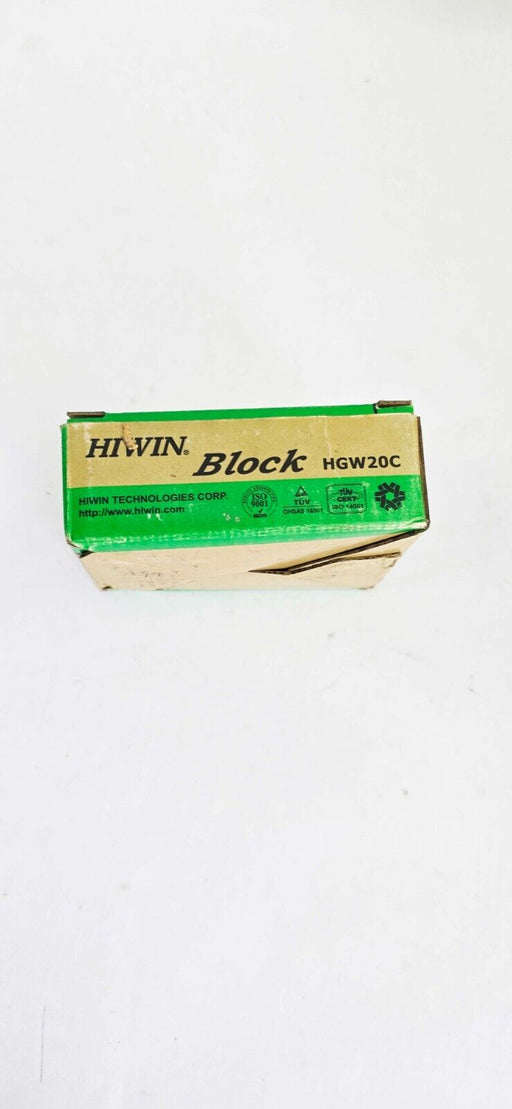 HIWIN® Block HGW20C
HIWIN TECHNOLOGIES CORP.
http://www.hiwin.com
ISO
9001
TÜV
OHSAS 18001
TÜV
CERT
ISO 14001